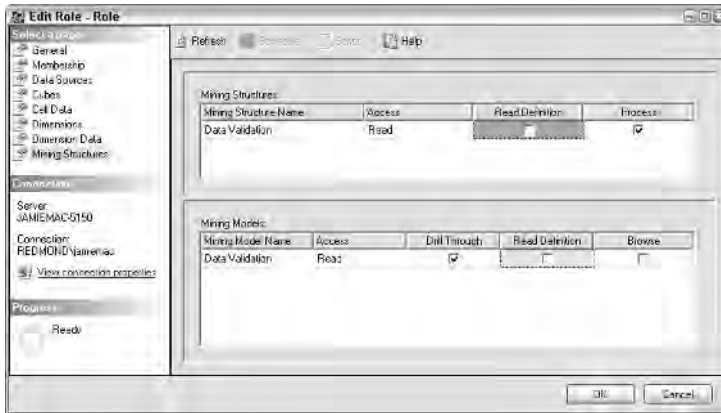 Edit Role - Role
Select a page
General
Membership
Data Sources
Cubes
Cell Data
Dimensions
Dimension Data
Mining Structures
Connection
Server:
JAMIEMAC-5150
Connection:
REDMOND\jamiemac
View connection properties
Progress
Ready
Refresh Help
Mining Structures:
Mining Structure Name Access Read Definition Process
Data Validation Read
Mining Models:
Mining Model Name Access Drill Through Read Definition Browse
Data Validation Read
OK Cancel